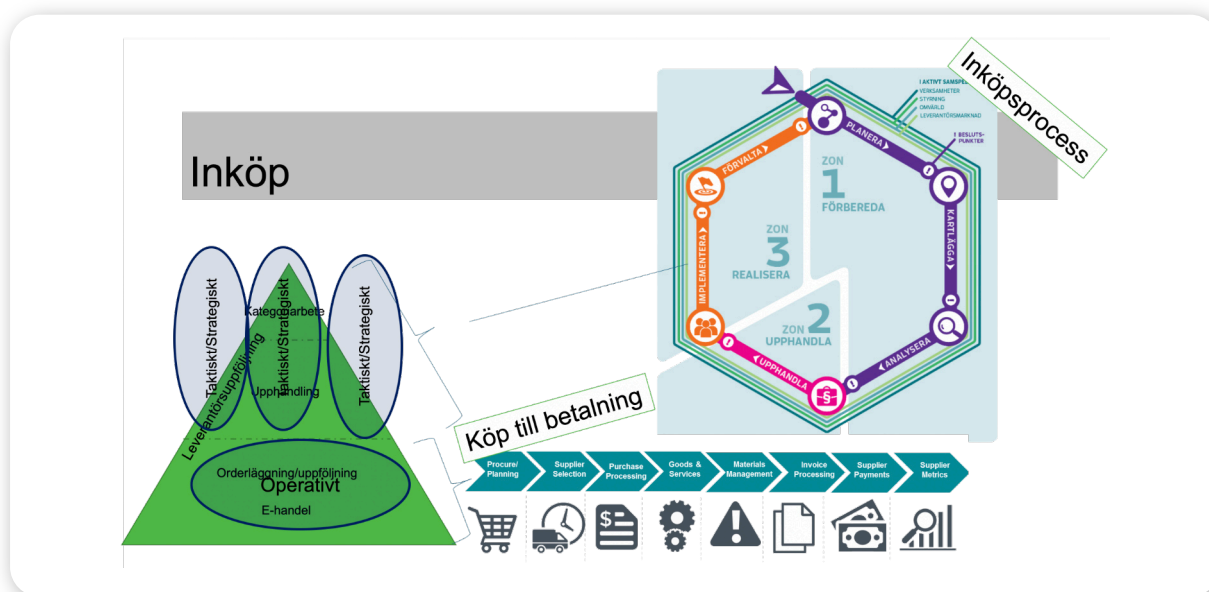 Inköp
Inköpsprocess
I AKTIVT SAMSPEL
VERKSAMHETER
STYRNING
OMVÄRLD
LEVERANTÖRSMARKNAD
1 BESLUTS-
PUNKTER
PLANERA
KARTLÄGGA
ANALYSERA
UPPHANDLA
IMPLEMENTERA
FÖRVALTA
ZON
1
FÖRBEREDA
ZON
3
REALISERA
ZON 2
UPPHANDLA
Taktiskt/Strategiskt
Taktiskt/Strategiskt
Taktiskt/Strategiskt
Kategoriarbete
Upphandling
Leverantörsuppföljning
Orderläggning/uppföljning
Operativt
E-handel
Köp till betalning
Procure/
Planning
Supplier
Selection
Purchase
Processing
Goods &
Services
Materials
Management
Invoice
Processing
Supplier
Payments
Supplier
Metrics